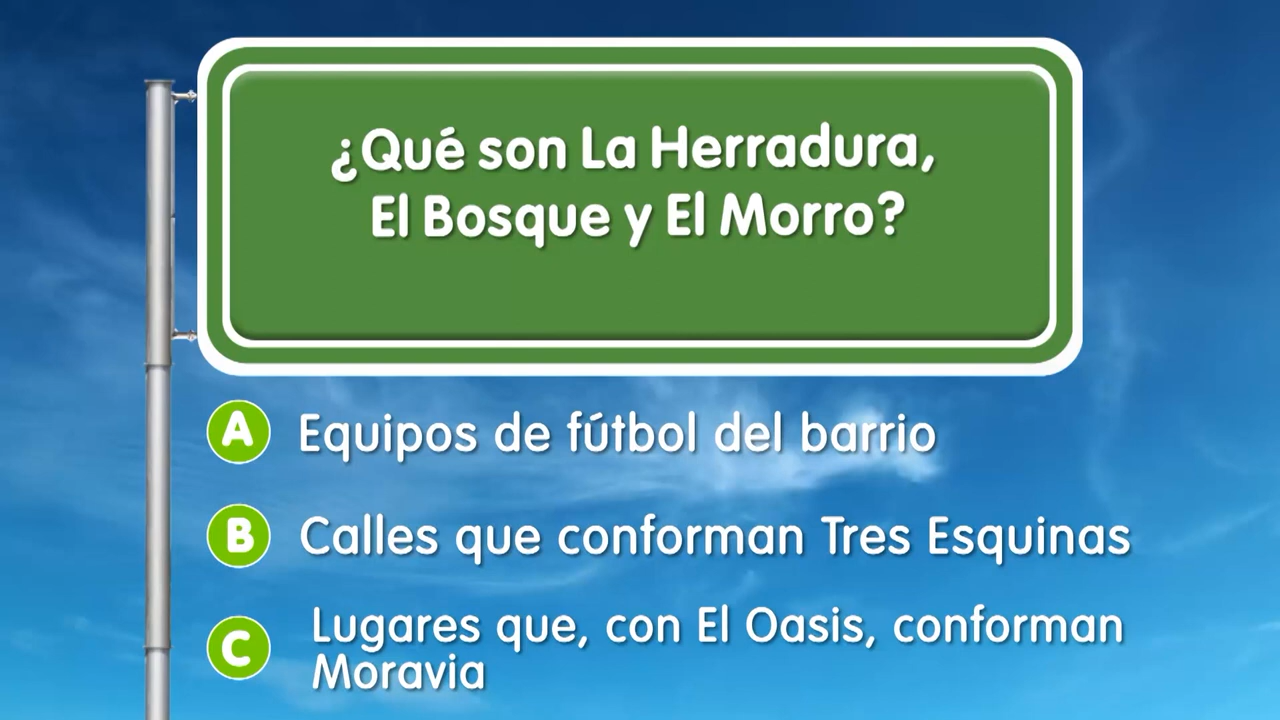 ¿Qué son La Herradura,
El Bosque y El Morro?
A Equipos de fútbol del barrio
B Calles que conforman Tres Esquinas
C Lugares que, con El Oasis, conforman
Moravia